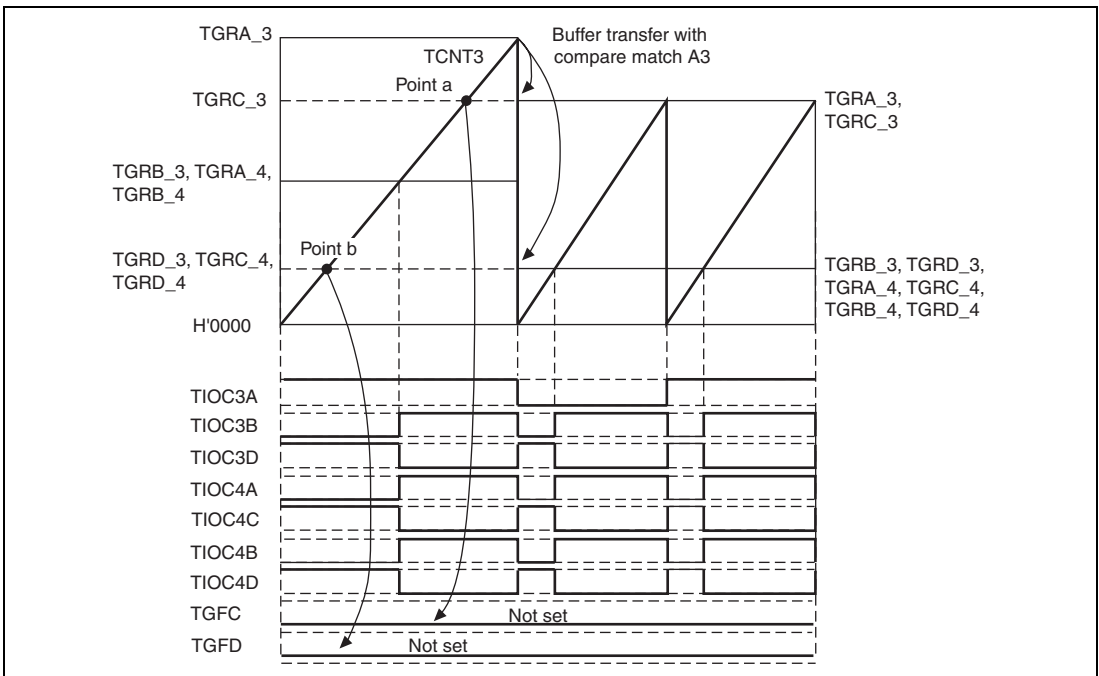 TGRA_3
TCNT3
Buffer transfer with
compare match A3
Point a
TGRC_3
TGRA_3,
TGRC_3
TGRB_3, TGRA_4,
TGRB_4
Point b
TGRD_3, TGRC_4,
TGRD_4
TGRB_3, TGRD_3,
TGRA_4, TGRC_4,
TGRB_4, TGRD_4
H'0000
TIOC3A
TIOC3B
TIOC3D
TIOC4A
TIOC4C
TIOC4B
TIOC4D
TGFC
Not set
TGFD
Not set